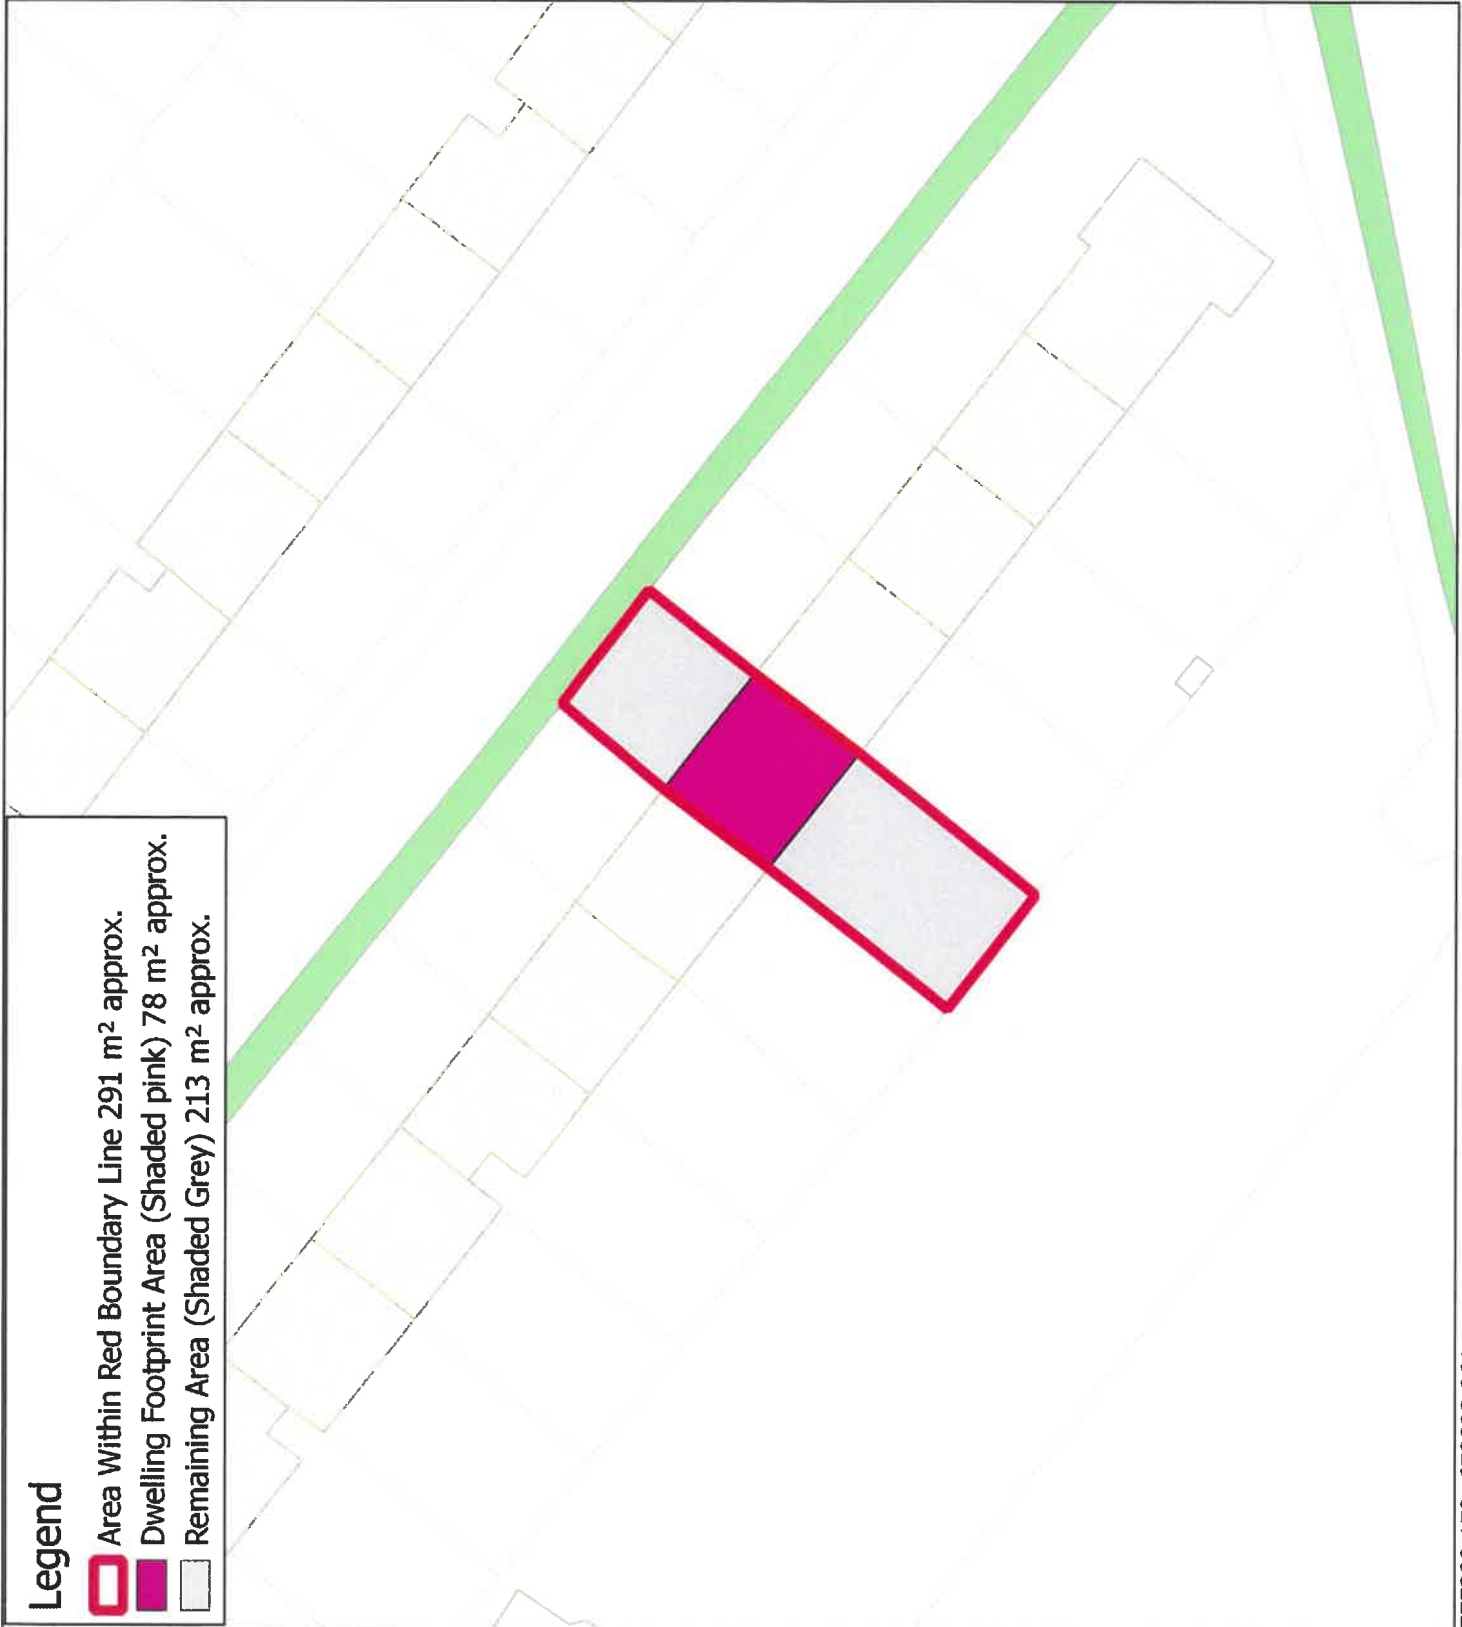 Legend
Area Within Red Boundary Line 291 m² approx.
Dwelling Footprint Area (Shaded pink) 78 m² approx.
Remaining Area (Shaded Grey) 213 m² approx.